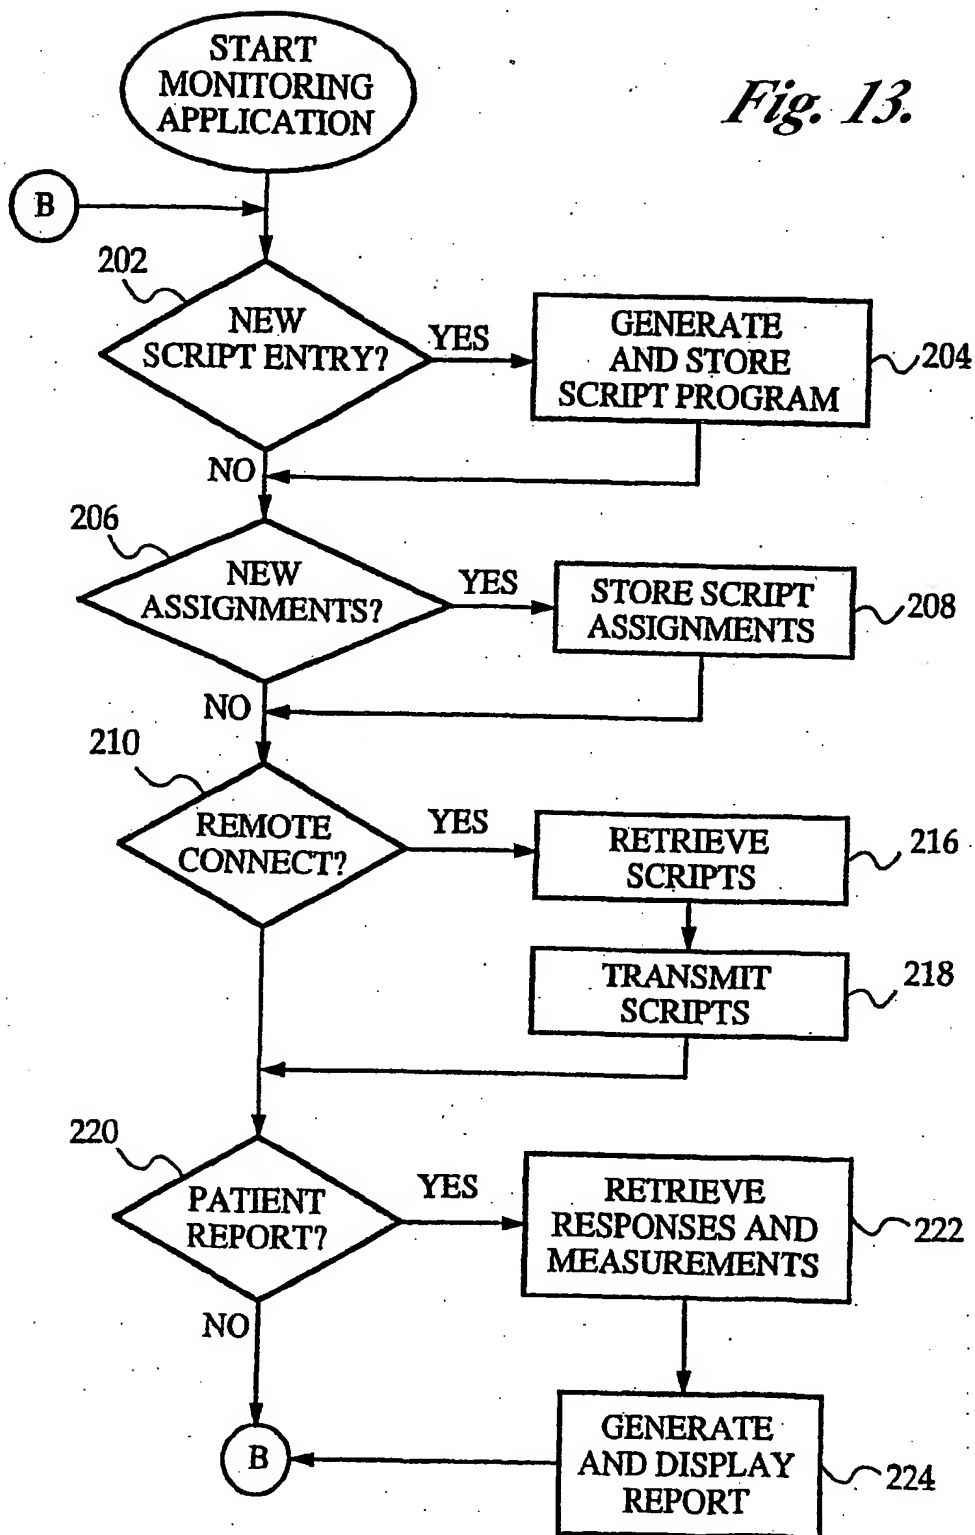 START
MONITORING
APPLICATION
Fig. 13.
B
202
NEW
SCRIPT ENTRY?
YES
GENERATE
AND STORE
SCRIPT PROGRAM
204
NO
206
NEW
ASSIGNMENTS?
YES
STORE SCRIPT
ASSIGNMENTS
208
NO
210
REMOTE
CONNECT?
YES
RETRIEVE
SCRIPTS
216
TRANSMIT
SCRIPTS
218
220
PATIENT
REPORT?
YES
RETRIEVE
RESPONSES AND
MEASUREMENTS
222
NO
B
GENERATE
AND DISPLAY
REPORT
224